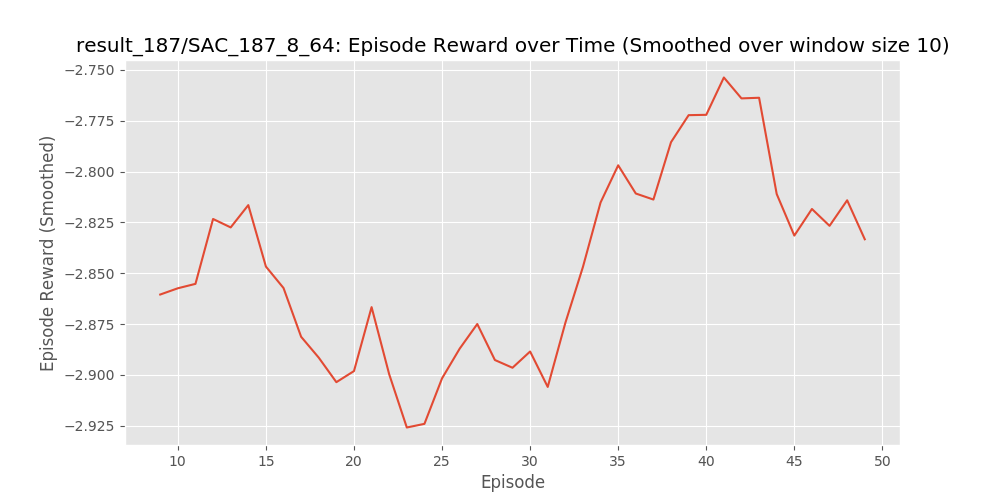 result_187/SAC_187_8_64: Episode Reward over Time (Smoothed over window size 10)
−2.750
−2.775
−2.800
−2.825
−2.850
−2.875
−2.900
−2.925
Episode Reward (Smoothed)
10 15 20 25 30 35 40 45 50
Episode